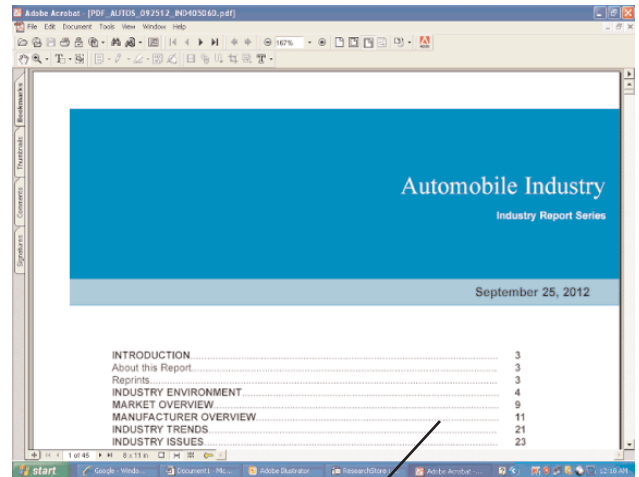 Adobe Acrobat - [PDF_AUTOS_092512_IND405060.pdf]
File Edit Document Tools View Window Help
167%
Bookmarks
Thumbnails
Comments
Signatures
Automobile Industry
Industry Report Series
September 25, 2012
INTRODUCTION 3
About this Report 3
Reprints 3
INDUSTRY ENVIRONMENT 4
MARKET OVERVIEW 9
MANUFACTURER OVERVIEW 11
INDUSTRY TRENDS 21
INDUSTRY ISSUES 23
1 of 45 8 x 11 in
start Google - Windo... Document1 - Mic... Adobe Illustrator ResearchStore Adobe Acrobat -... 12:10 AM